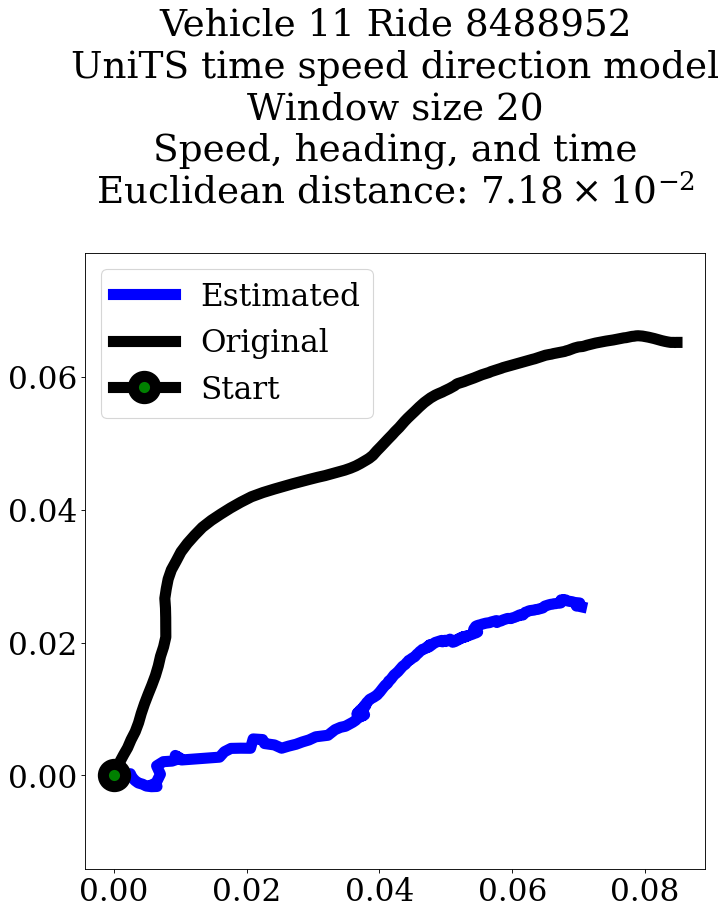 Vehicle 11 Ride 8488952
UniTS time speed direction model
Window size 20
Speed, heading, and time
Euclidean distance: 7.18 × 10⁻²
Estimated
Original
Start
0.06
0.04
0.02
0.00
0.00 0.02 0.04 0.06 0.08